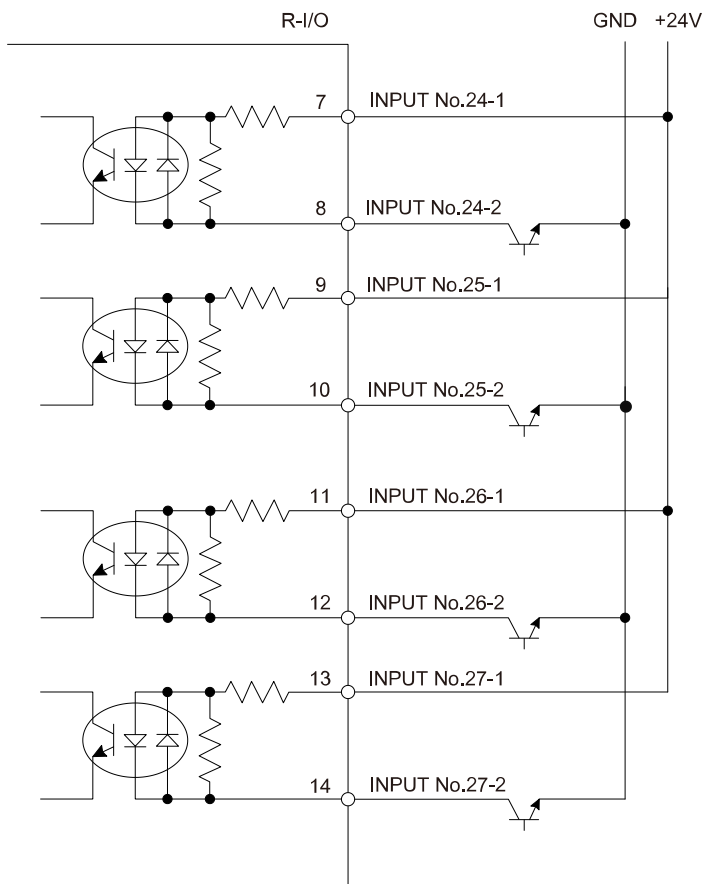 R-I/O GND +24V
7 INPUT No.24-1
8 INPUT No.24-2
9 INPUT No.25-1
10 INPUT No.25-2
11 INPUT No.26-1
12 INPUT No.26-2
13 INPUT No.27-1
14 INPUT No.27-2